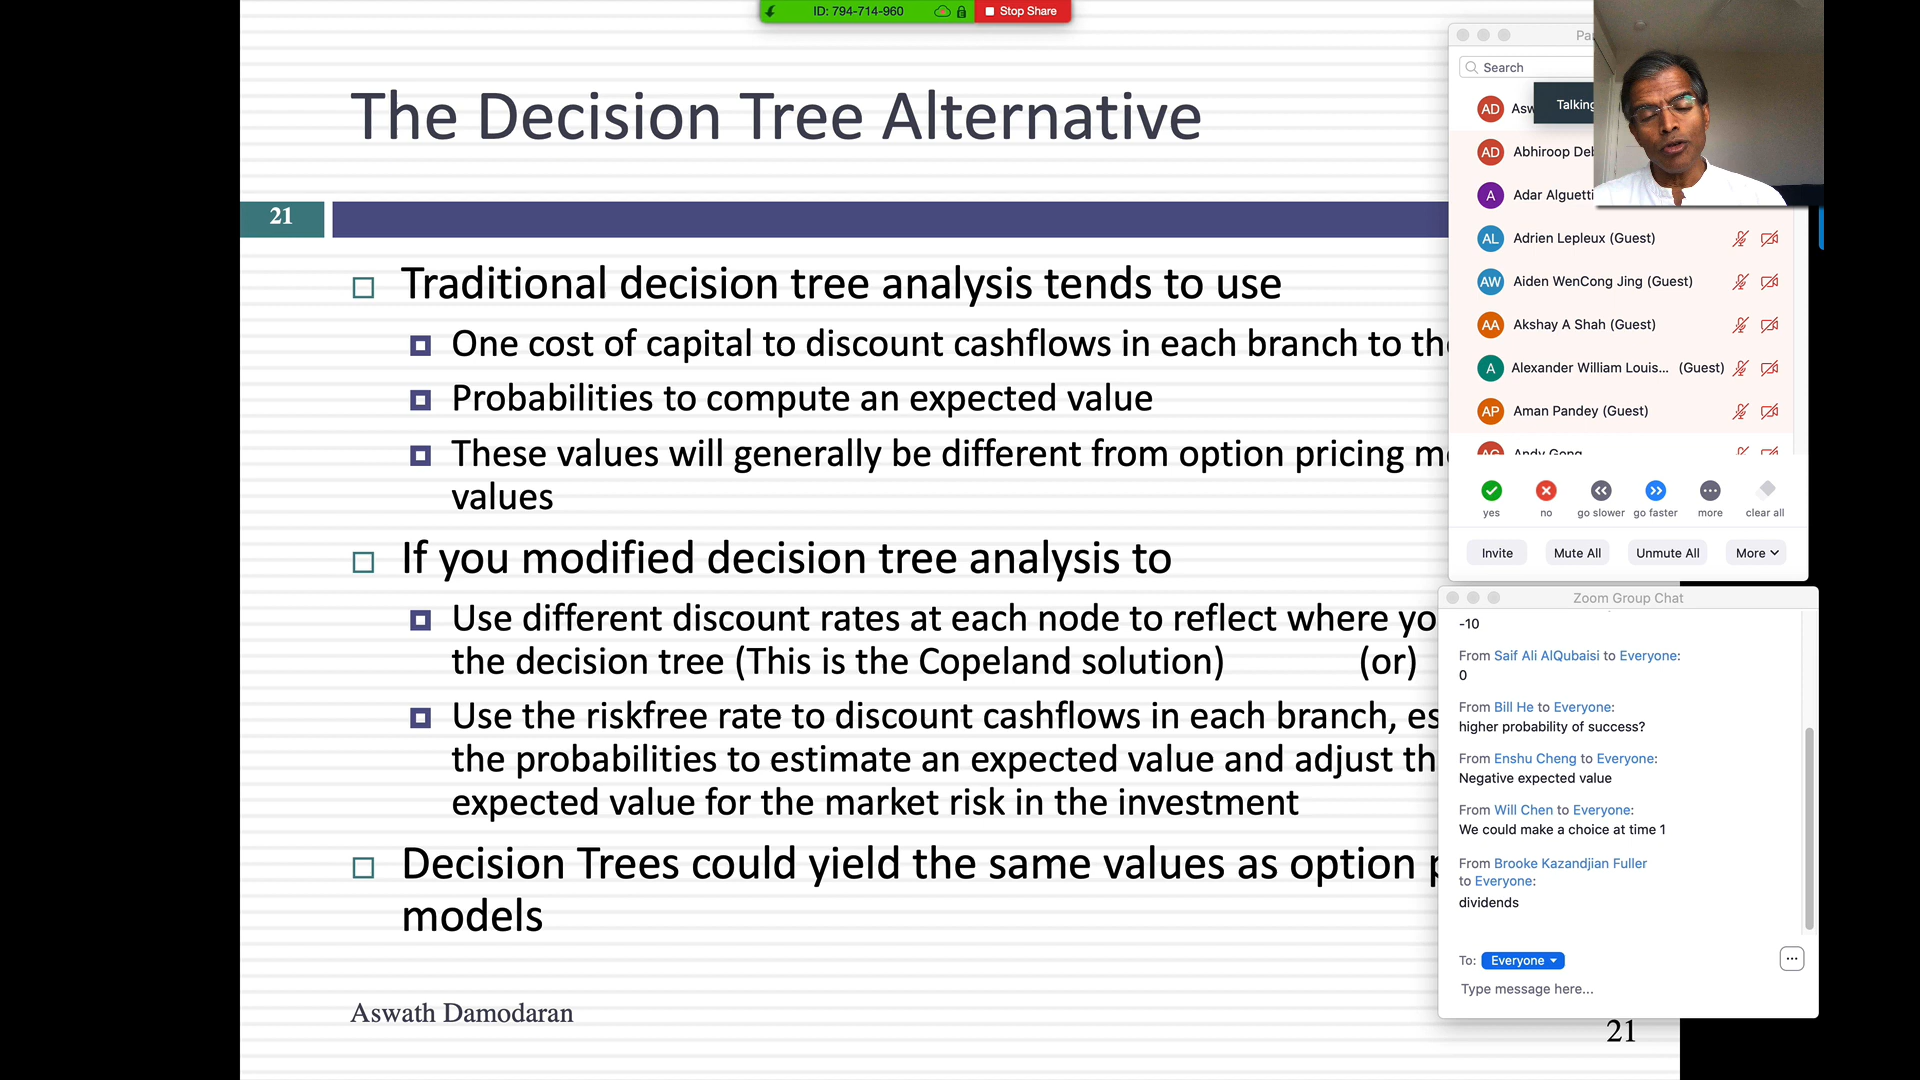 ID: 794-714-960
Stop Share
The Decision Tree Alternative
21
Traditional decision tree analysis tends to use
One cost of capital to discount cashflows in each branch to
Probabilities to compute an expected value
These values will generally be different from option pricing
values
If you modified decision tree analysis to
Use different discount rates at each node to reflect where
the decision tree (This is the Copeland solution) (or)
Use the riskfree rate to discount cashflows in each branch,
the probabilities to estimate an expected value and adjust
expected value for the market risk in the investment
Decision Trees could yield the same values as option
models
Aswath Damodaran
21
Search
AD
Talking
AD Abhiroop
A Adar Alguetti
AL Adrien Lepleux (Guest)
AW Aiden WenCong Jing (Guest)
AA Akshay A Shah (Guest)
A Alexander William Louis... (Guest)
AP Aman Pandey (Guest)
Andy Gong
yes no go slower go faster more clear all
Invite Mute All Unmute All More
Zoom Group Chat
-10
From Saif Ali AlQubaisi to Everyone:
0
From Bill He to Everyone:
higher probability of success?
From Enshu Cheng to Everyone:
Negative expected value
From Will Chen to Everyone:
We could make a choice at time 1
From Brooke Kazandjian Fuller
to Everyone:
dividends
To: Everyone
Type message here...